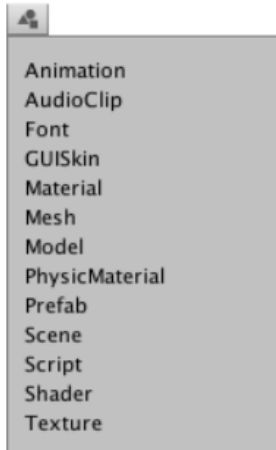 Animation
AudioClip
Font
GUISkin
Material
Mesh
Model
PhysicMaterial
Prefab
Scene
Script
Shader
Texture